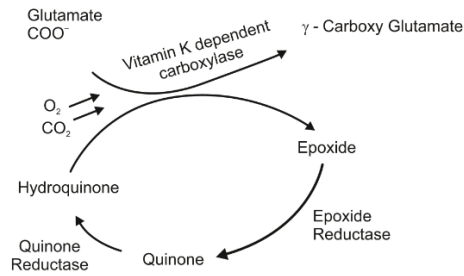 Glutamate
COO⁻
γ - Carboxy Glutamate
Vitamin K dependent
carboxylase
O₂
CO₂
Epoxide
Hydroquinone
Epoxide
Reductase
Quinone
Reductase
Quinone